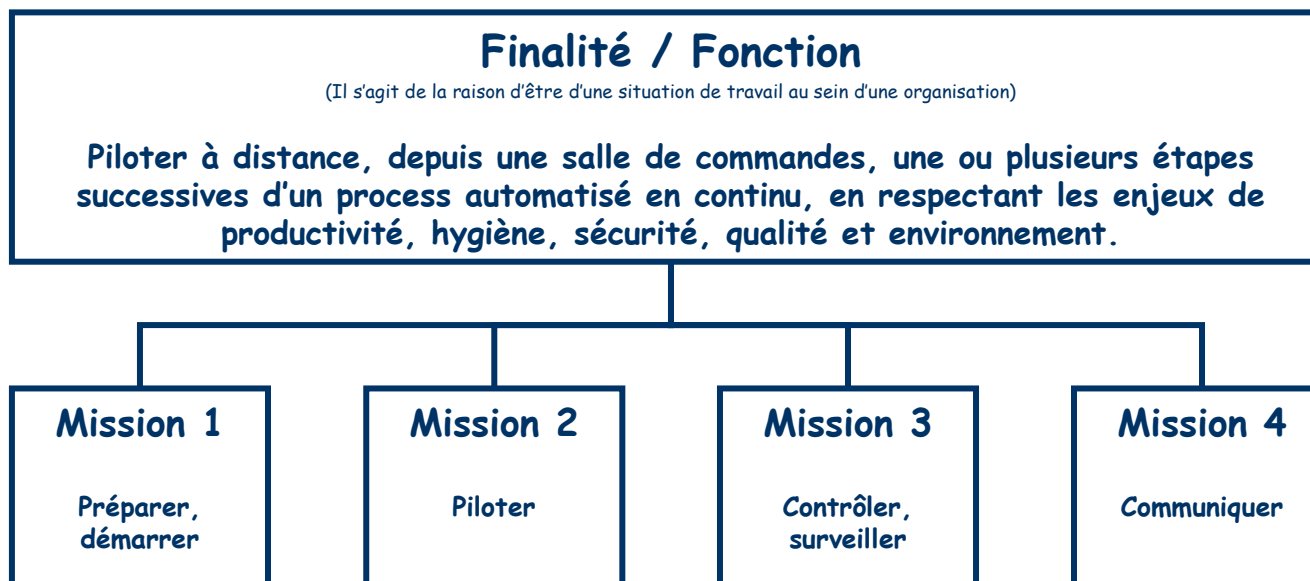 Finalité / Fonction
(Il s’agit de la raison d’être d’une situation de travail au sein d’une organisation)
Piloter à distance, depuis une salle de commandes, une ou plusieurs étapes
successives d’un process automatisé en continu, en respectant les enjeux de
productivité, hygiène, sécurité, qualité et environnement.
Mission 1
Préparer,
démarrer
Mission 2
Piloter
Mission 3
Contrôler,
surveiller
Mission 4
Communiquer